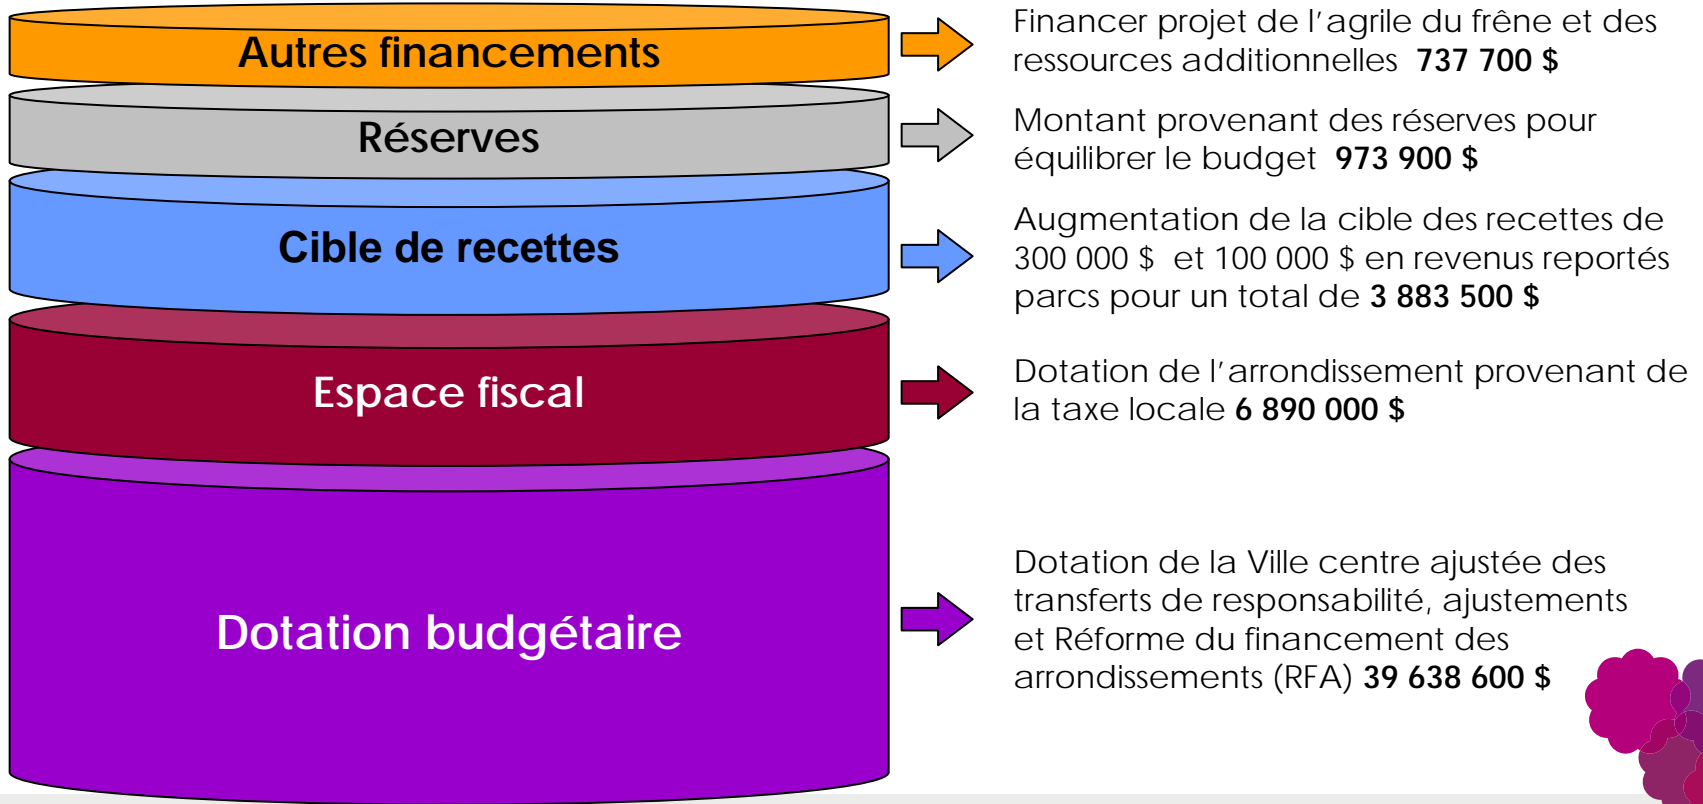 Autres financements
Financer projet de l'agrile du frêne et des
ressources additionnelles 737 700 $
Réserves
Montant provenant des réserves pour
équilibrer le budget 973 900 $
Cible de recettes
Augmentation de la cible des recettes de
300 000 $ et 100 000 $ en revenus reportés
parcs pour un total de 3 883 500 $
Espace fiscal
Dotation de l'arrondissement provenant de
la taxe locale 6 890 000 $
Dotation budgétaire
Dotation de la Ville centre ajustée des
transferts de responsabilité, ajustements
et Réforme du financement des
arrondissements (RFA) 39 638 600 $